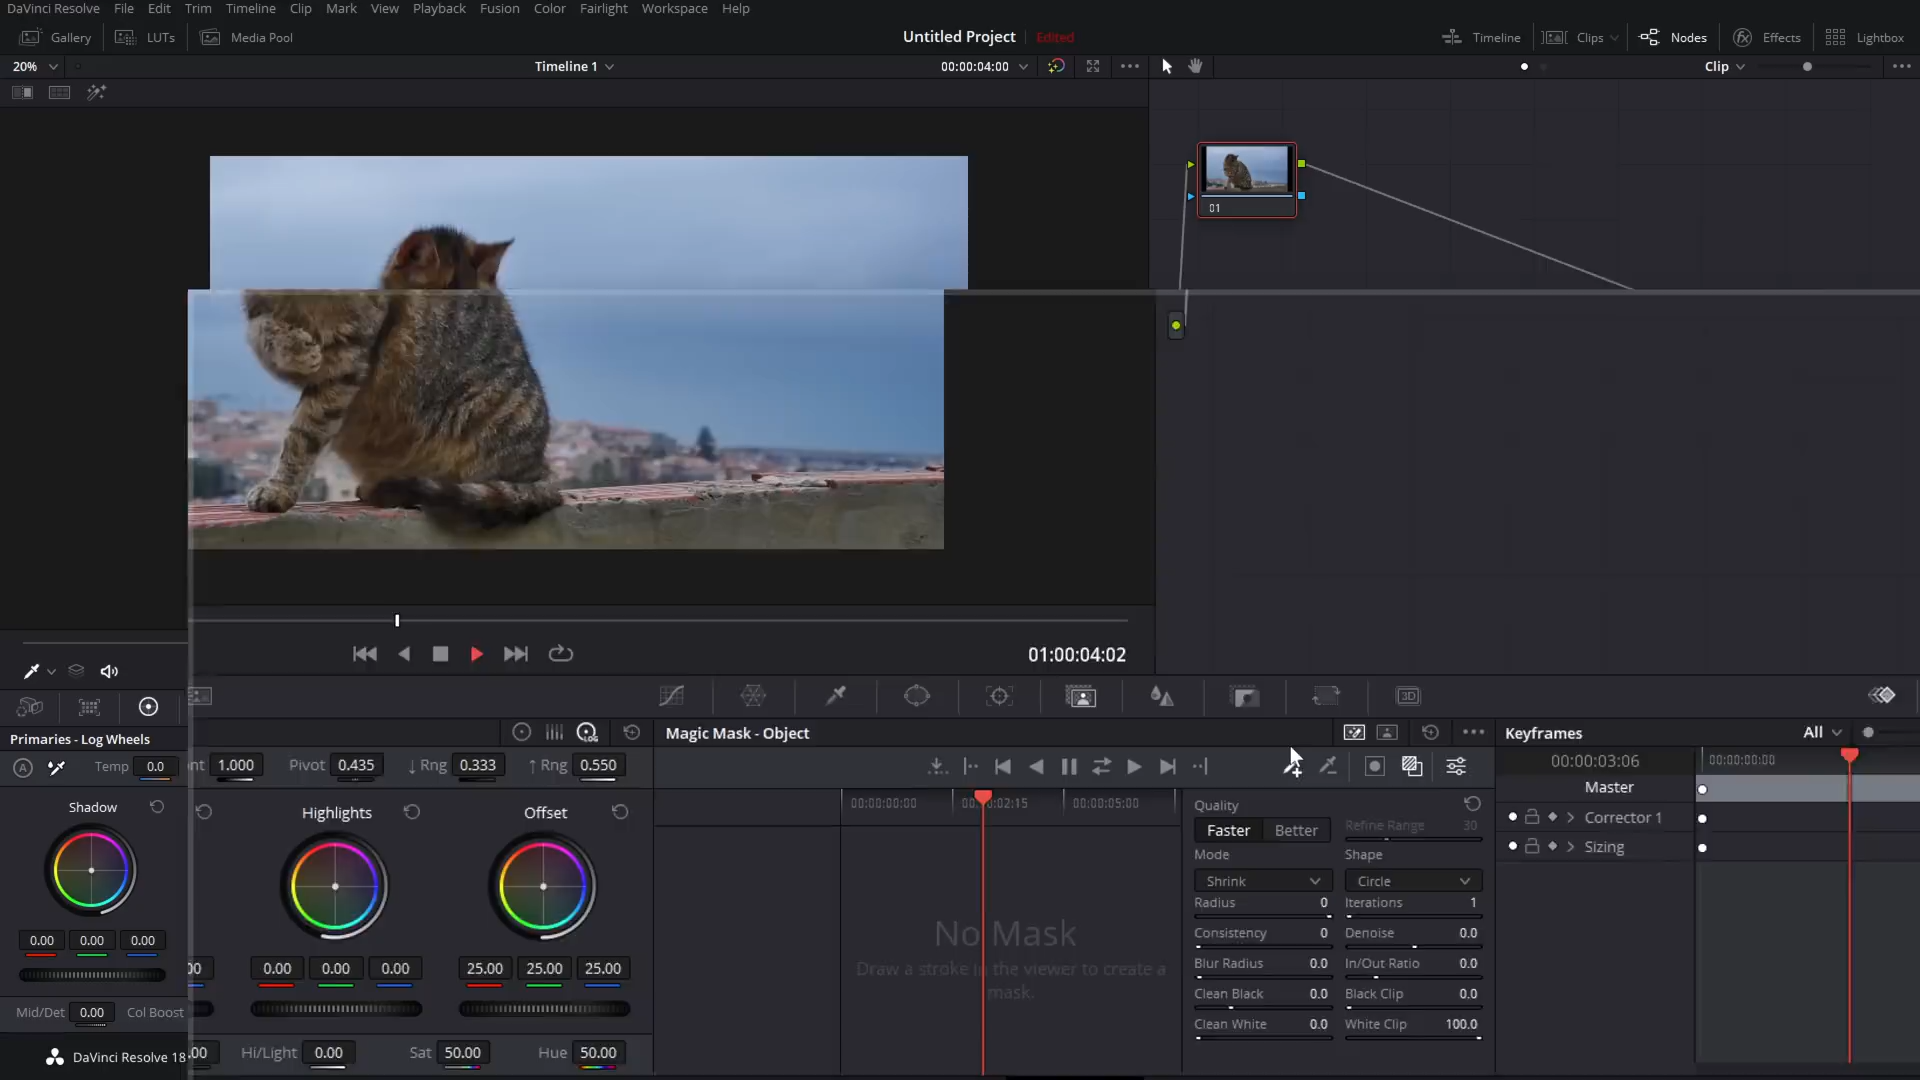 DaVinci Resolve File Edit Trim Timeline Clip Mark View Playback Fusion Color Fairlight Workspace Help
Gallery LUTs Media Pool Untitled Project Edited Timeline Clips Nodes Effects Lightbox
20% Timeline 1 00:00:04:00 Clip
01
01:00:04:02
Primaries - Log Wheels Magic Mask - Object Keyframes All
A Temp 0.0 nt 1.000 Pivot 0.435 ↓ Rng 0.333 ↑ Rng 0.550 00:00:03:06 00:00:00:00
Master
Shadow Highlights Offset 00:00:00:00 00:00:02:15 00:00:05:00 Quality
Corrector 1
Faster Better Refine Range 30
Sizing
Mode Shape
Shrink Circle
Radius 0 Iterations 1
No Mask Consistency 0 Denoise 0.0
0.00 0.00 0.00 00 0.00 0.00 0.00 25.00 25.00 25.00 Draw a stroke in the viewer to create a Blur Radius 0.0 In/Out Ratio 0.0
mask. Clean Black 0.0 Black Clip 0.0
Mid/Det 0.00 Col Boost Clean White 0.0 White Clip 100.0
DaVinci Resolve 18 .00 Hi/Light 0.00 Sat 50.00 Hue 50.00
LOG
3D